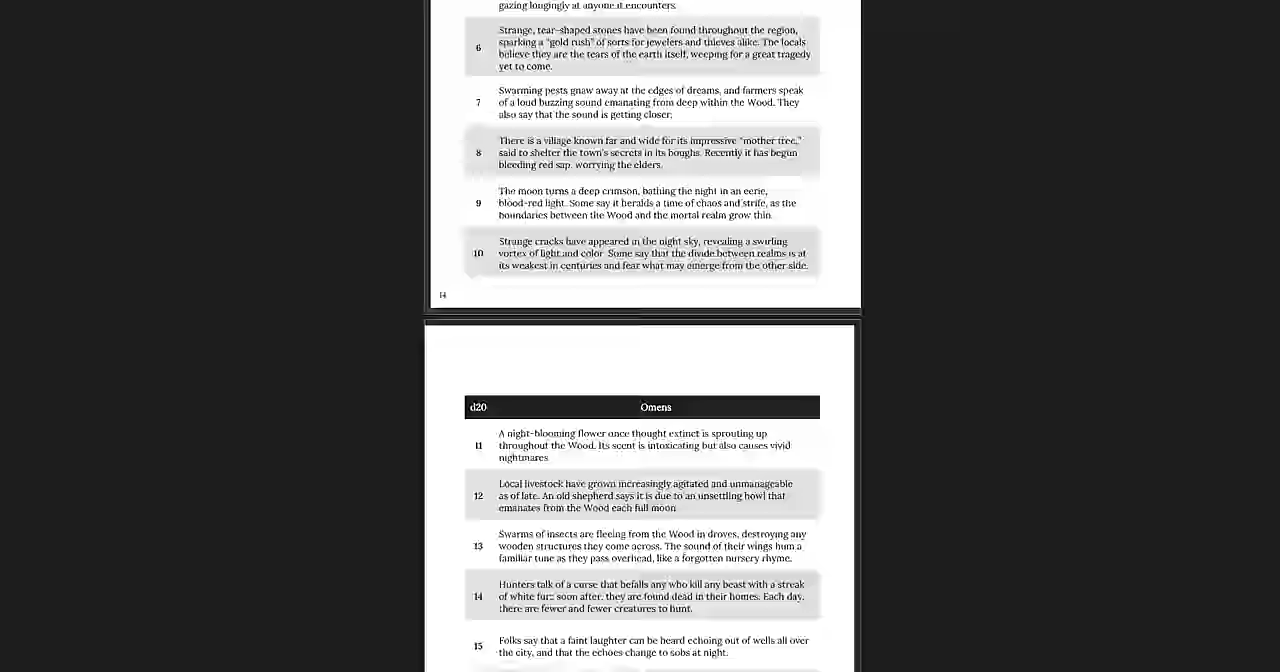 gazing longingly at anyone it encounters.
6
Strange, tear-shaped stones have been found throughout the region,
sparking a "gold rush" of sorts for jewelers and thieves alike. The locals
believe they are the tears of the earth itself, weeping for a great tragedy
yet to come.
7
Swarming pests gnaw away at the edges of dreams, and farmers speak
of a loud buzzing sound emanating from deep within the Wood. They
also say that the sound is getting closer.
8
There is a village known far and wide for its impressive "mother tree,"
said to shelter the town's secrets in its boughs. Recently it has begun
bleeding red sap, worrying the elders.
9
The moon turns a deep crimson, bathing the night in an eerie,
blood-red light. Some say it heralds a time of chaos and strife, as the
boundaries between the Wood and the mortal realm grow thin.
10
Strange cracks have appeared in the night sky, revealing a swirling
vortex of light and color. Some say that the divide between realms is at
its weakest in centuries and fear what may emerge from the other side.
14
d20 Omens
11
A night-blooming flower once thought extinct is sprouting up
throughout the Wood. Its scent is intoxicating but also causes vivid
nightmares.
12
Local livestock have grown increasingly agitated and unmanageable
as of late. An old shepherd says it is due to an unsettling howl that
emanates from the Wood each full moon.
13
Swarms of insects are fleeing from the Wood in droves, destroying any
wooden structures they come across. The sound of their wings hum a
familiar tune as they pass overhead, like a forgotten nursery rhyme.
14
Hunters talk of a curse that befalls any who kill any beast with a streak
of white fur: soon after, they are found dead in their homes. Each day,
there are fewer and fewer creatures to hunt.
15
Folks say that a faint laughter can be heard echoing out of wells all over
the city, and that the echoes change to sobs at night.